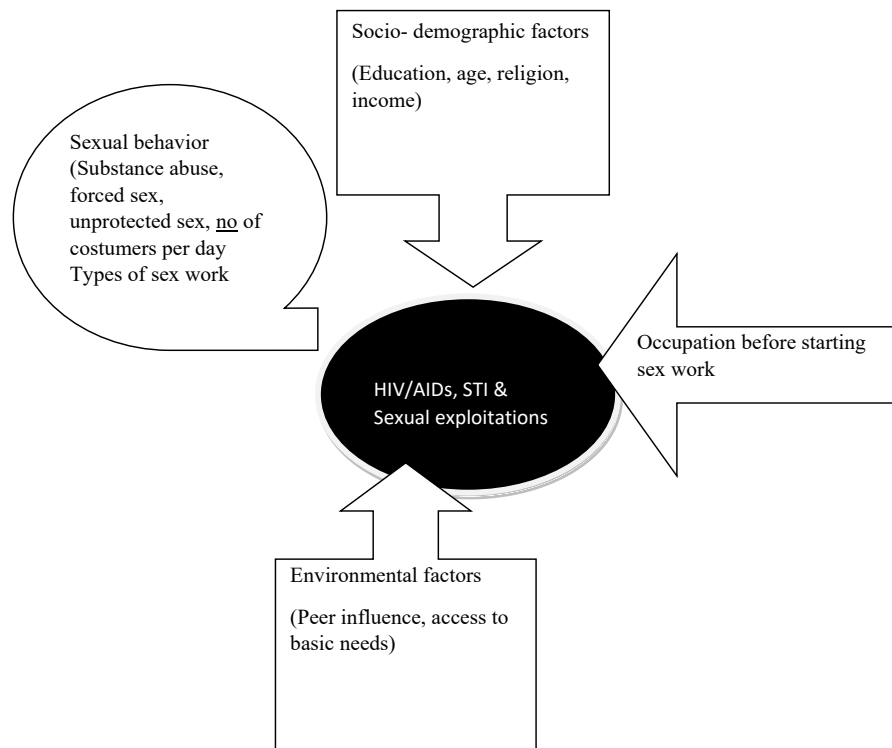 Socio- demographic factors
(Education, age, religion,
income)
Sexual behavior
(Substance abuse,
forced sex,
unprotected sex, no of
costumers per day
Types of sex work
Occupation before starting
sex work
HIV/AIDs, STI &
Sexual exploitations
Environmental factors
(Peer influence, access to
basic needs)